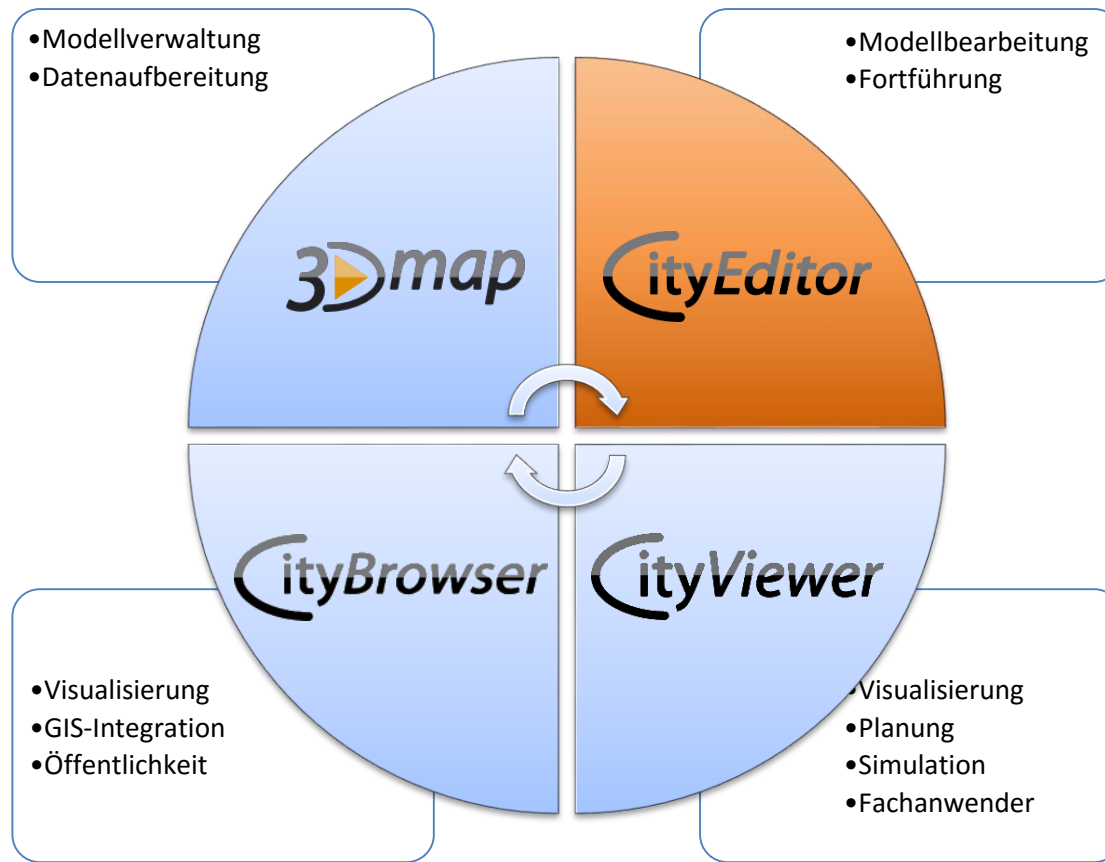 •Modellverwaltung
•Datenaufbereitung
•Modellbearbeitung
•Fortführung
3Dmap
CityEditor
CityBrowser
CityViewer
•Visualisierung
•GIS-Integration
•Öffentlichkeit
•Visualisierung
•Planung
•Simulation
•Fachanwender